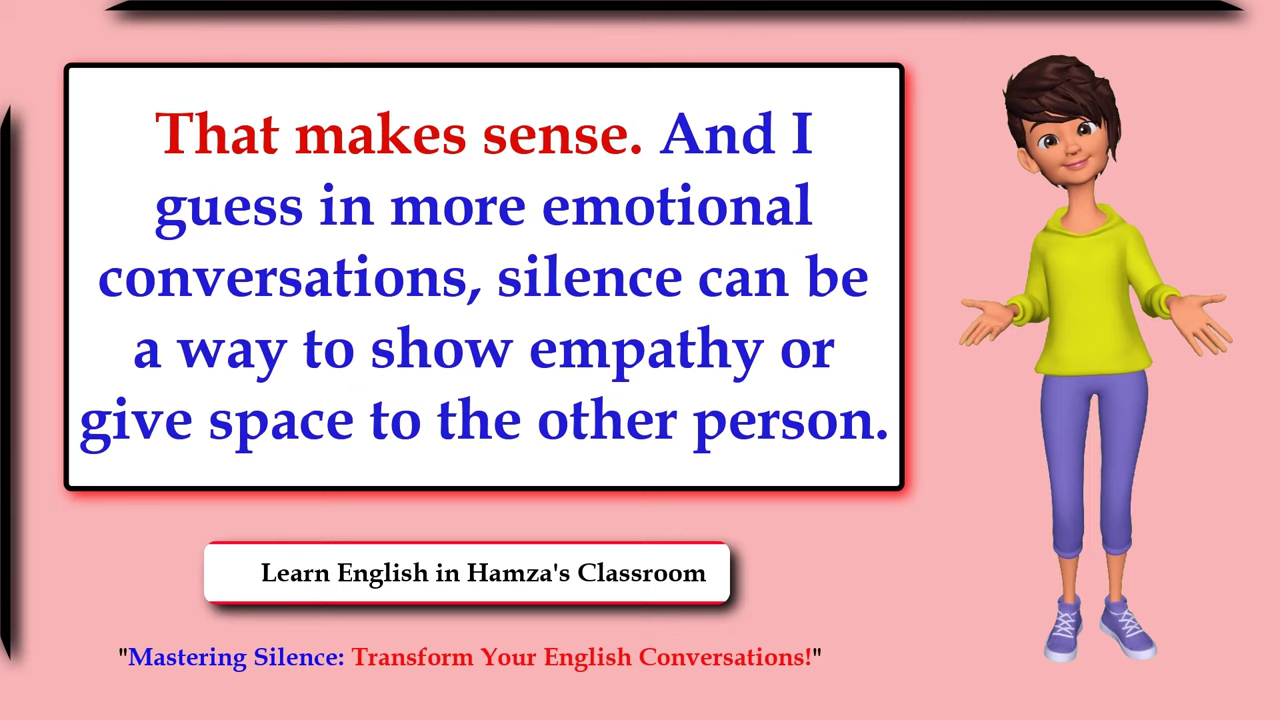 That makes sense. And I
guess in more emotional
conversations, silence can be
a way to show empathy or
give space to the other person.
Learn English in Hamza's Classroom
"Mastering Silence: Transform Your English Conversations!"